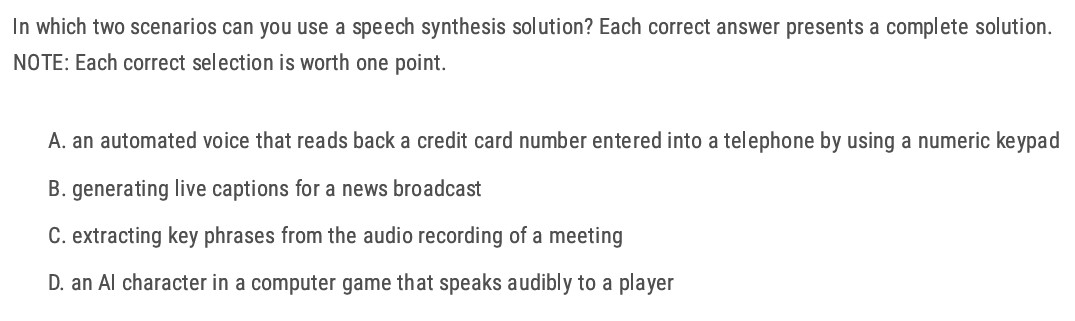 In which two scenarios can you use a speech synthesis solution? Each correct answer presents a complete solution.
NOTE: Each correct selection is worth one point.
A. an automated voice that reads back a credit card number entered into a telephone by using a numeric keypad
B. generating live captions for a news broadcast
C. extracting key phrases from the audio recording of a meeting
D. an AI character in a computer game that speaks audibly to a player